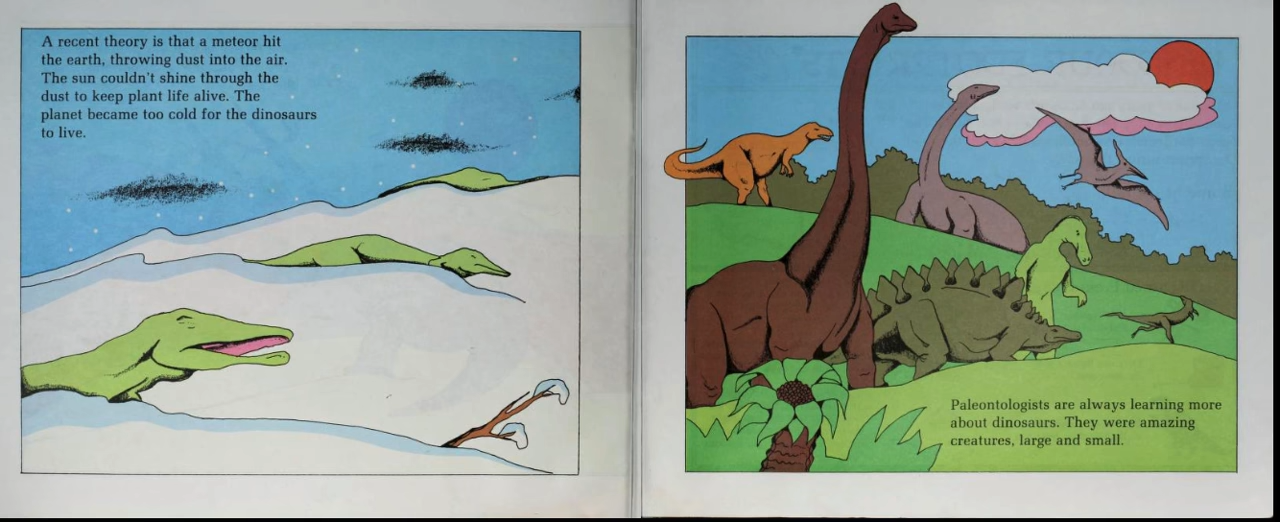 A recent theory is that a meteor hit
the earth, throwing dust into the air.
The sun couldn't shine through the
dust to keep plant life alive. The
planet became too cold for the dinosaurs
to live.
Paleontologists are always learning more
about dinosaurs. They were amazing
creatures, large and small.